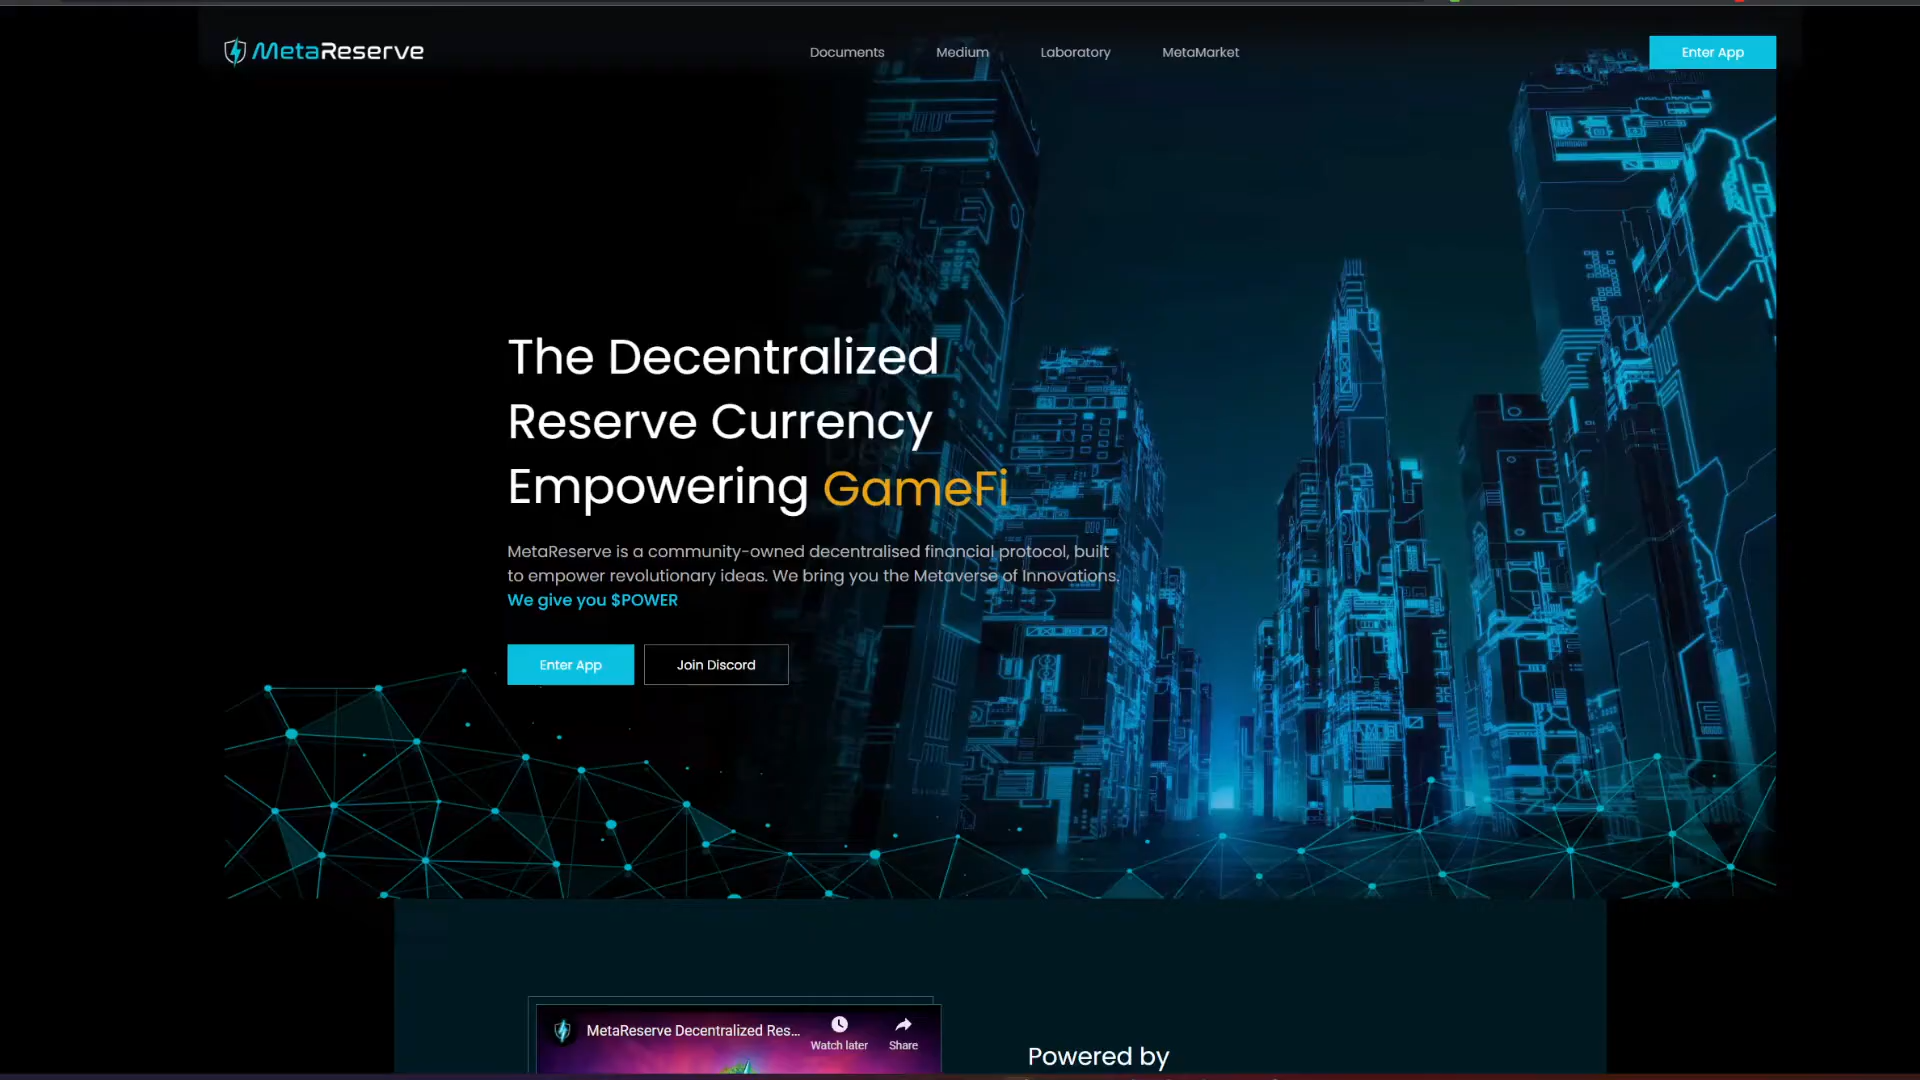 MetaReserve
Documents
Medium
Laboratory
MetaMarket
Enter App
The Decentralized
Reserve Currency
Empowering GameFi
MetaReserve is a community-owned decentralised financial protocol, built
to empower revolutionary ideas. We bring you the Metaverse of Innovations.
We give you $POWER
Enter App
Join Discord
MetaReserve Decentralized Res...
Watch later
Share
Powered by